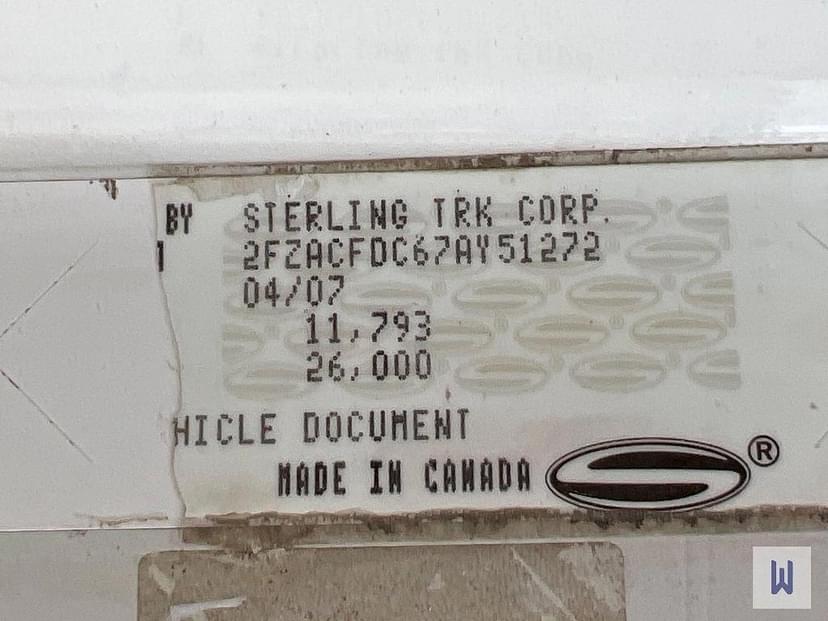 BY STERLING TRK CORP.
2FZACFDC67AY51272
04/07
11,793
26,000
HICLE DOCUMENT
MADE IN CANADA
®
W